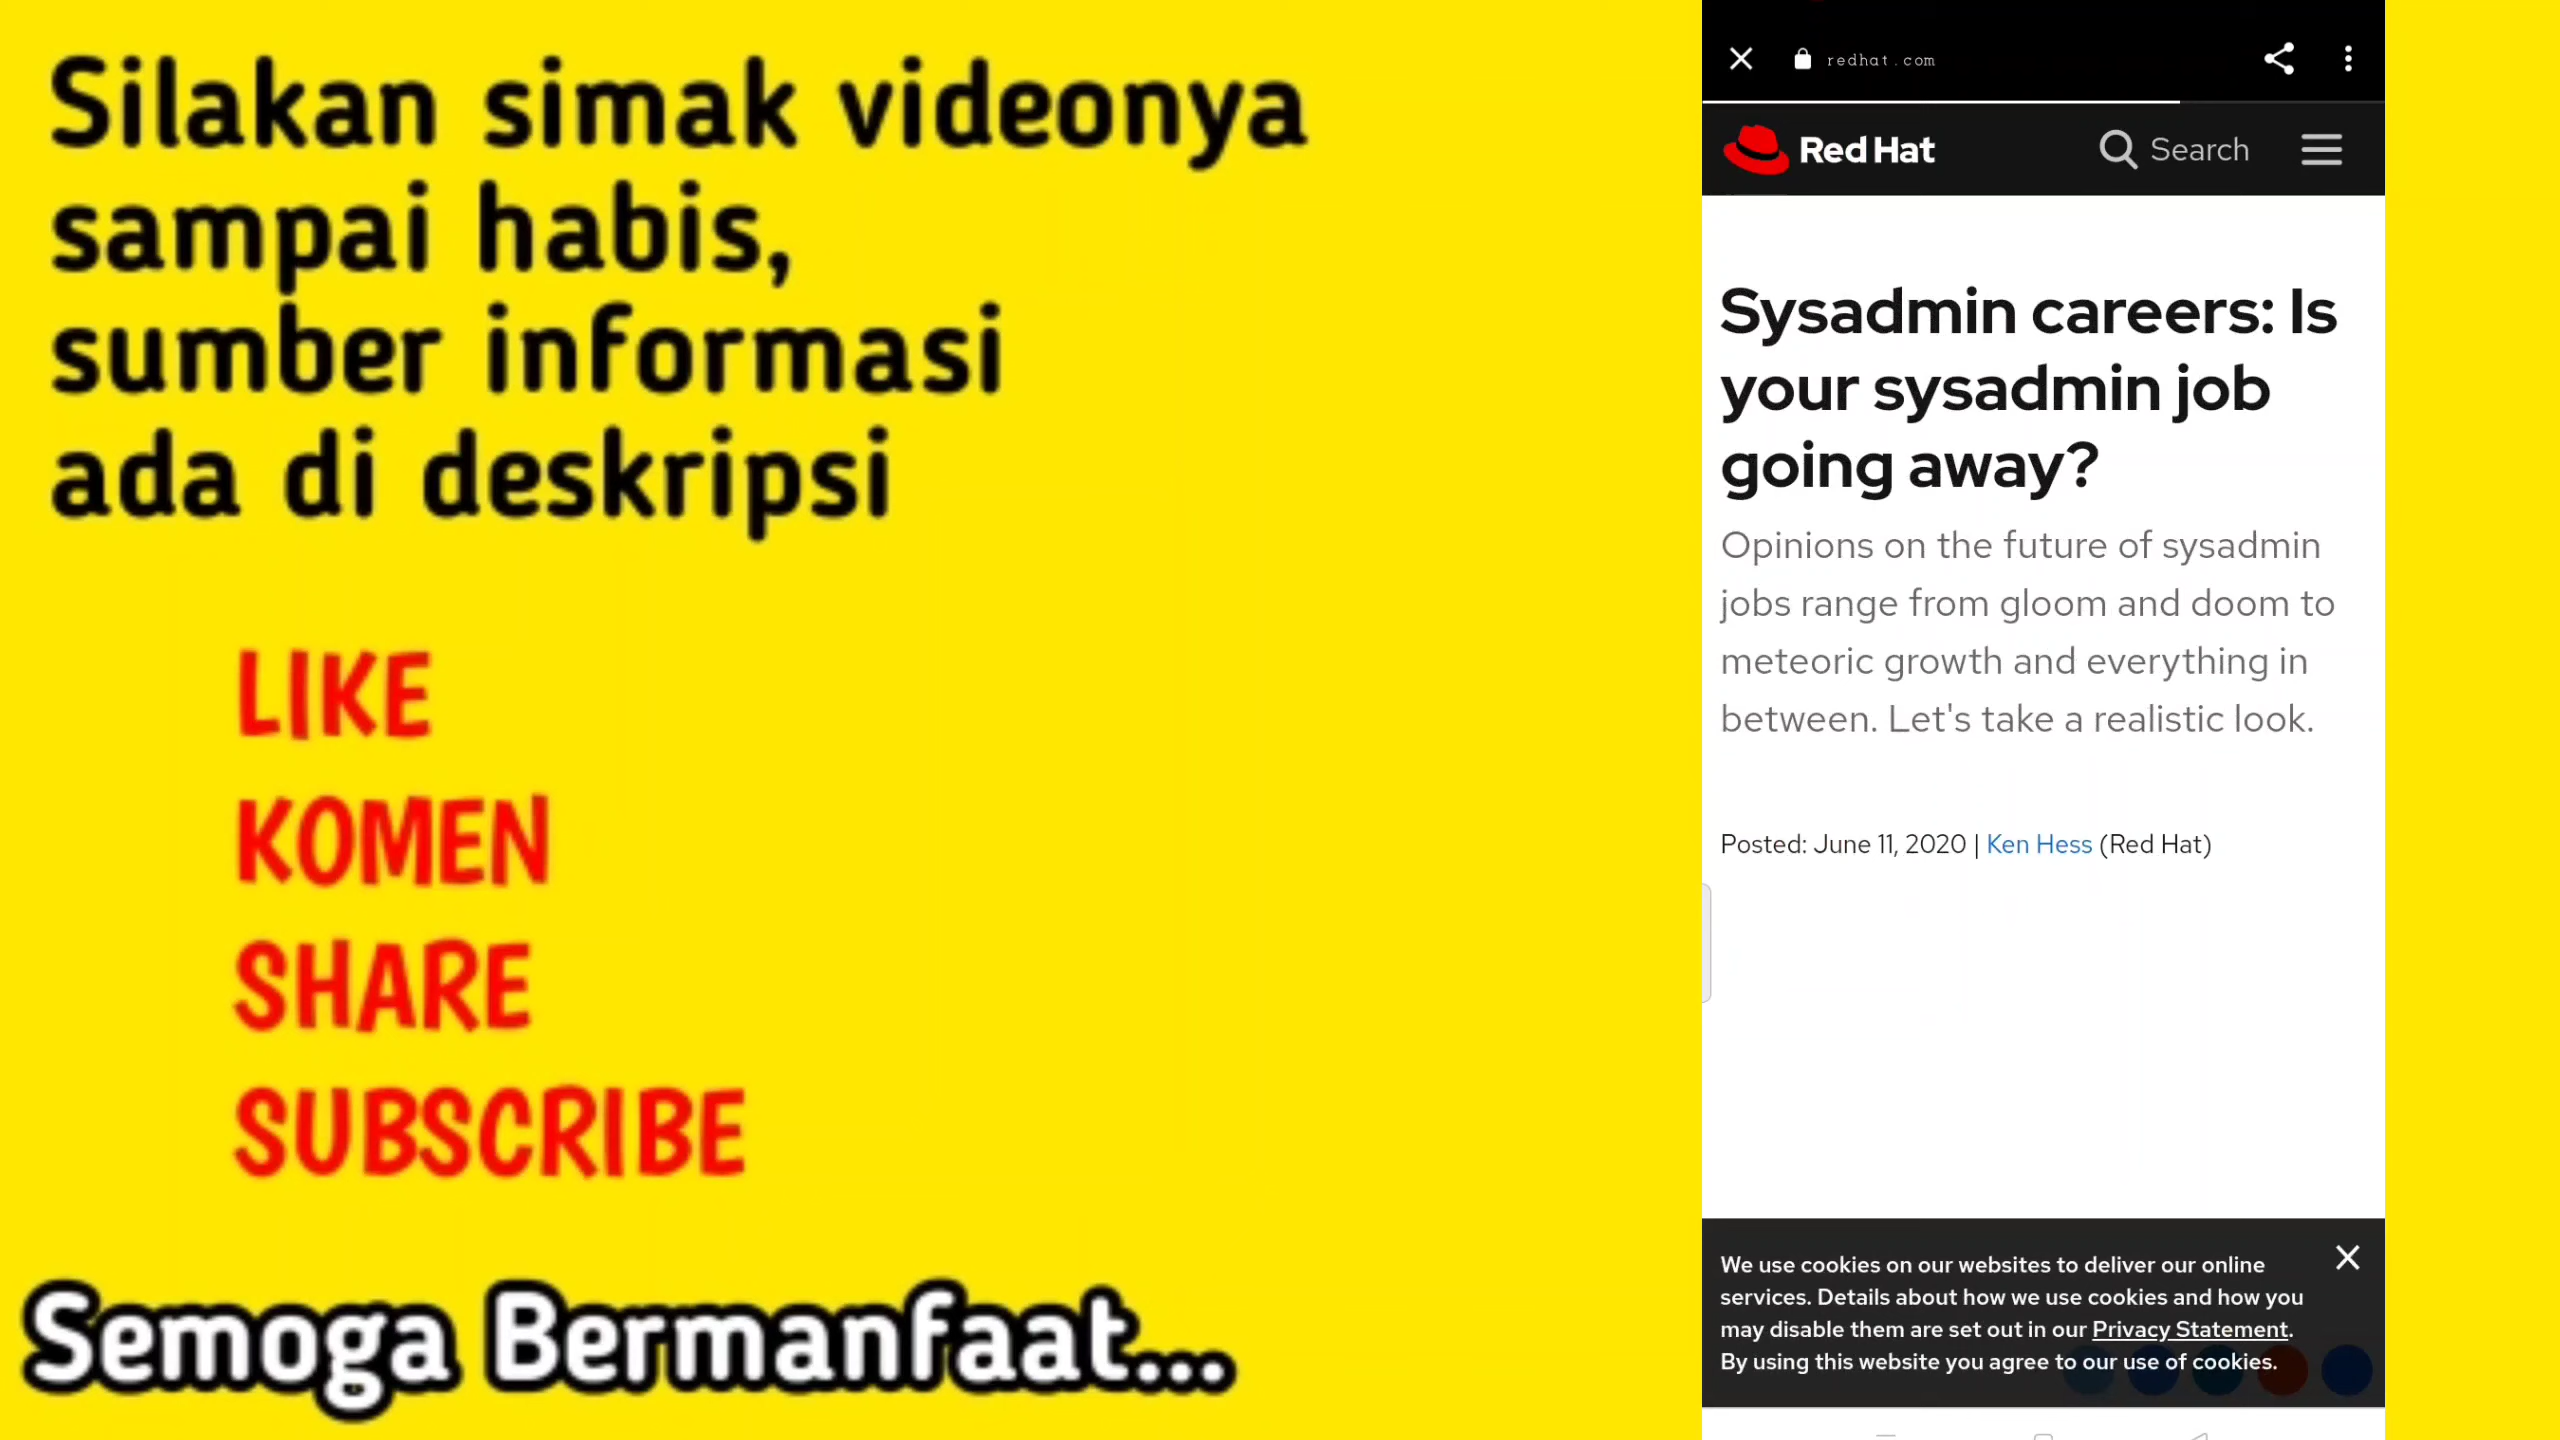 Silakan simak videonya
sampai habis,
sumber informasi
ada di deskripsi
LIKE
KOMEN
SHARE
SUBSCRIBE
Semoga Bermanfaat...
redhat.com
Red Hat
Search
Sysadmin careers: Is
your sysadmin job
going away?
Opinions on the future of sysadmin
jobs range from gloom and doom to
meteoric growth and everything in
between. Let's take a realistic look.
Posted: June 11, 2020 | Ken Hess (Red Hat)
We use cookies on our websites to deliver our online
services. Details about how we use cookies and how you
may disable them are set out in our Privacy Statement.
By using this website you agree to our use of cookies.